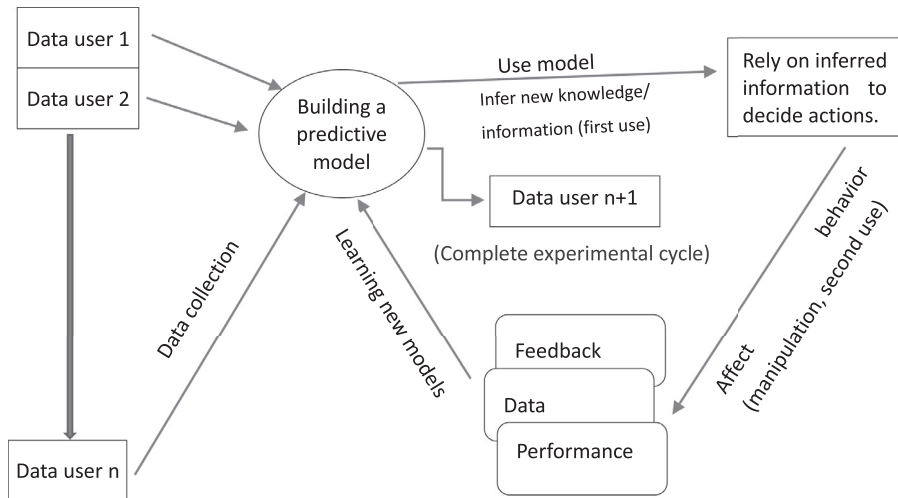 Data user 1
Data user 2
Data user n
Data collection
Building a
predictive
model
Use model
Infer new knowledge/
information (first use)
Rely on inferred
information to
decide actions.
Data user n+1
(Complete experimental cycle)
Learning new models
Feedback
Data
Performance
Affect behavior
(manipulation, second use)